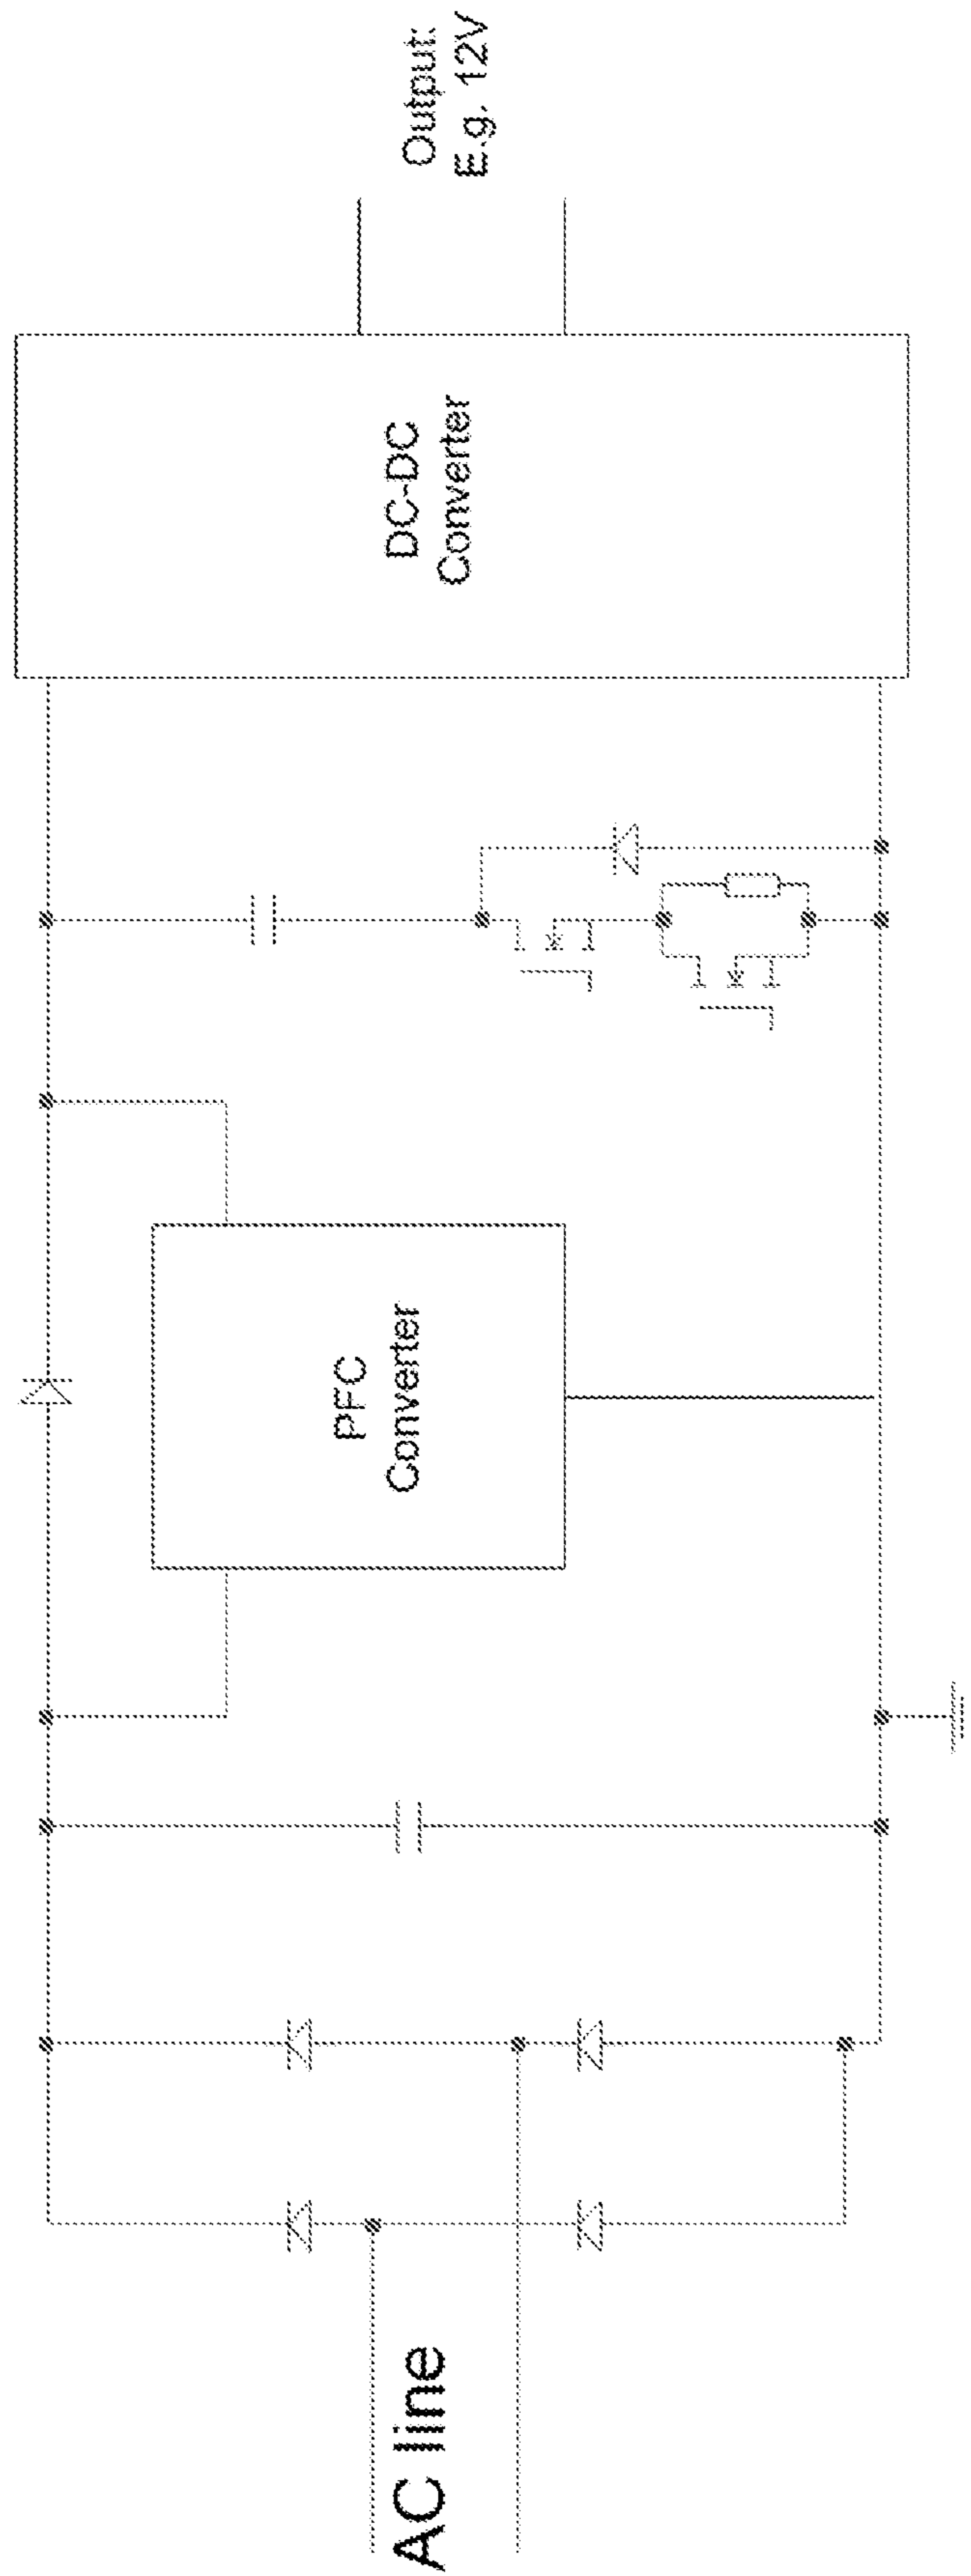 AC line
PFC
Converter
DC-DC
Converter
Output:
E.g. 12V